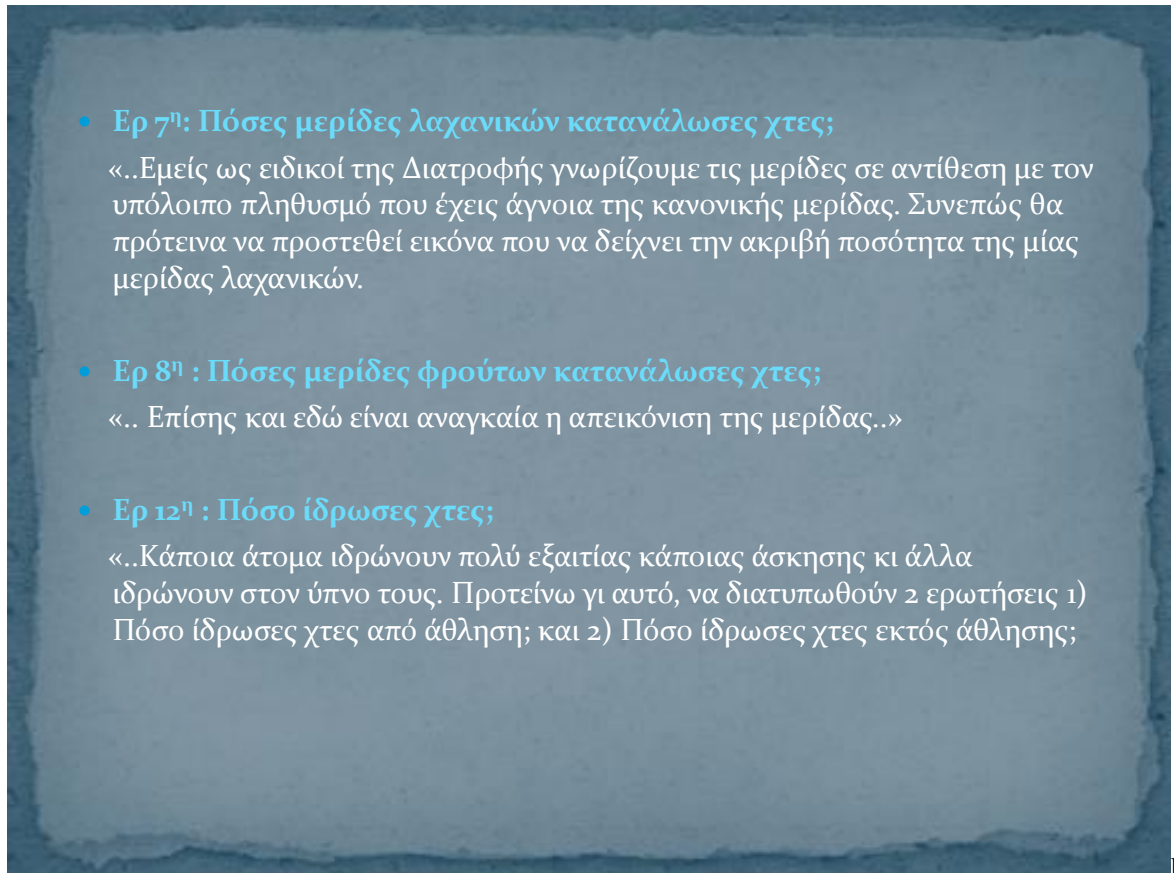 • Ερ 7η: Πόσες μερίδες λαχανικών κατανάλωσες χτες;
«..Εμείς ως ειδικοί της Διατροφής γνωρίζουμε τις μερίδες σε αντίθεση με τον
υπόλοιπο πληθυσμό που έχεις άγνοια της κανονικής μερίδας. Συνεπώς θα
πρότεινα να προστεθεί εικόνα που να δείχνει την ακριβή ποσότητα της μίας
μερίδας λαχανικών.
• Ερ 8η : Πόσες μερίδες φρούτων κατανάλωσες χτες;
«.. Επίσης και εδώ είναι αναγκαία η απεικόνιση της μερίδας..»
• Ερ 12η : Πόσο ίδρωσες χτες;
«..Κάποια άτομα ιδρώνουν πολύ εξαιτίας κάποιας άσκησης κι άλλα
ιδρώνουν στον ύπνο τους. Προτείνω γι αυτό, να διατυπωθούν 2 ερωτήσεις 1)
Πόσο ίδρωσες χτες από άθληση; και 2) Πόσο ίδρωσες χτες εκτός άθλησης;